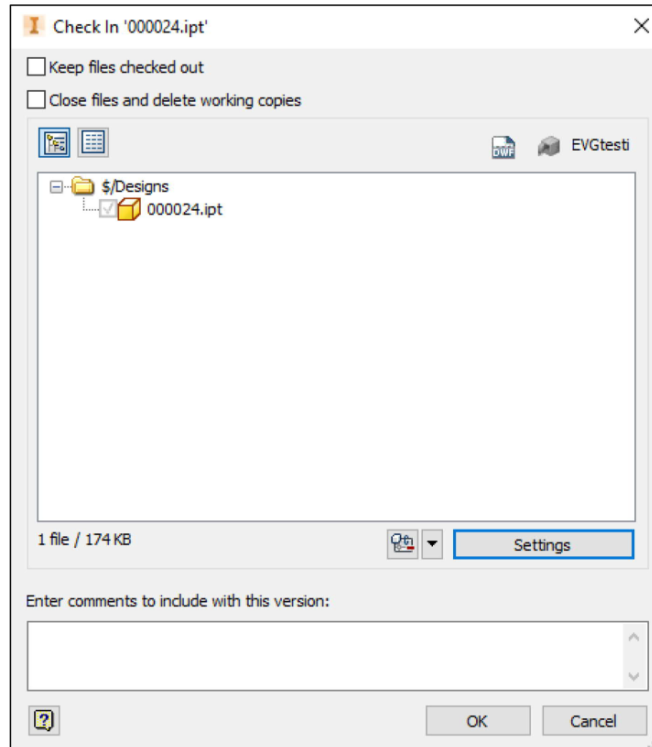 Check In '000024.ipt'
Keep files checked out
Close files and delete working copies
DWF
EVGtesti
$/Designs
000024.ipt
1 file / 174 KB
Settings
Enter comments to include with this version:
OK
Cancel